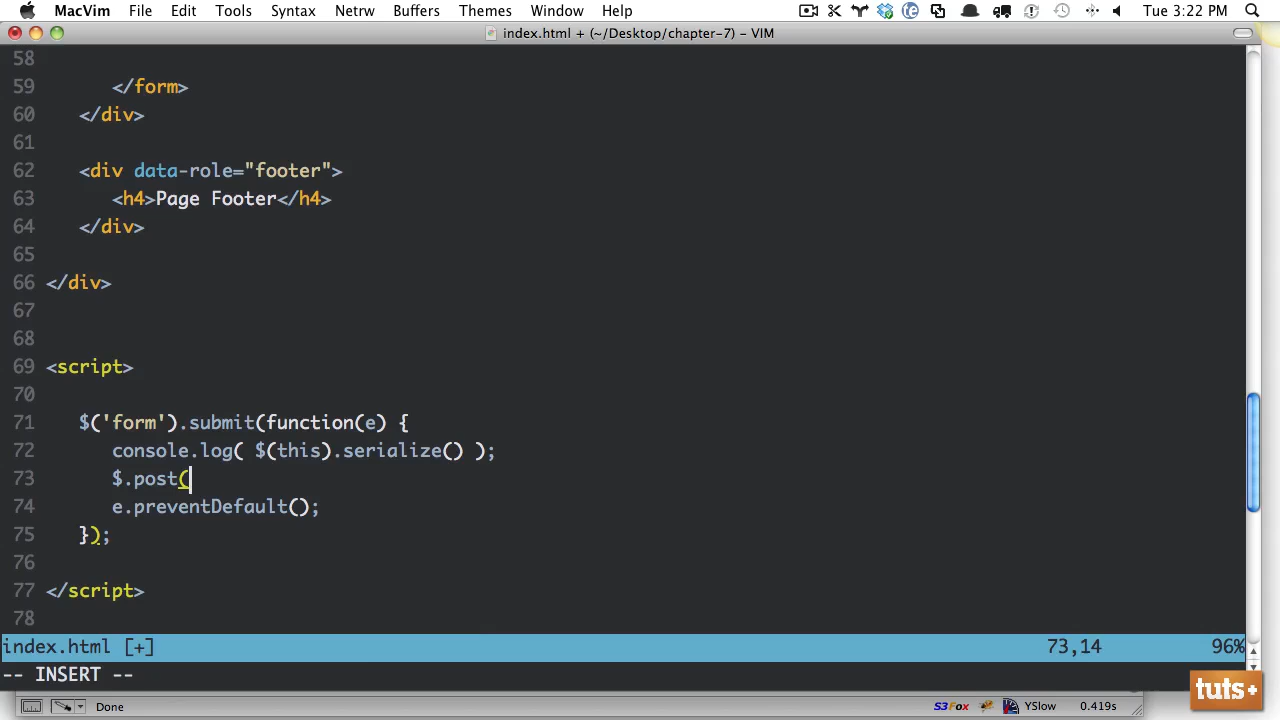 MacVim File Edit Tools Syntax Netrw Buffers Themes Window Help Tue 3:22 PM
index.html + (~/Desktop/chapter-7) – VIM
58
59 </form>
60 </div>
61
62 <div data-role="footer">
63 <h4>Page Footer</h4>
64 </div>
65
66 </div>
67
68
69 <script>
70
71 $('form').submit(function(e) {
72 console.log( $(this).serialize() );
73 $.post(
74 e.preventDefault();
75 });
76
77 </script>
78
index.html [+] 73,14 96%
-- INSERT --
tuts+
Done S3Fox YSlow 0.419s